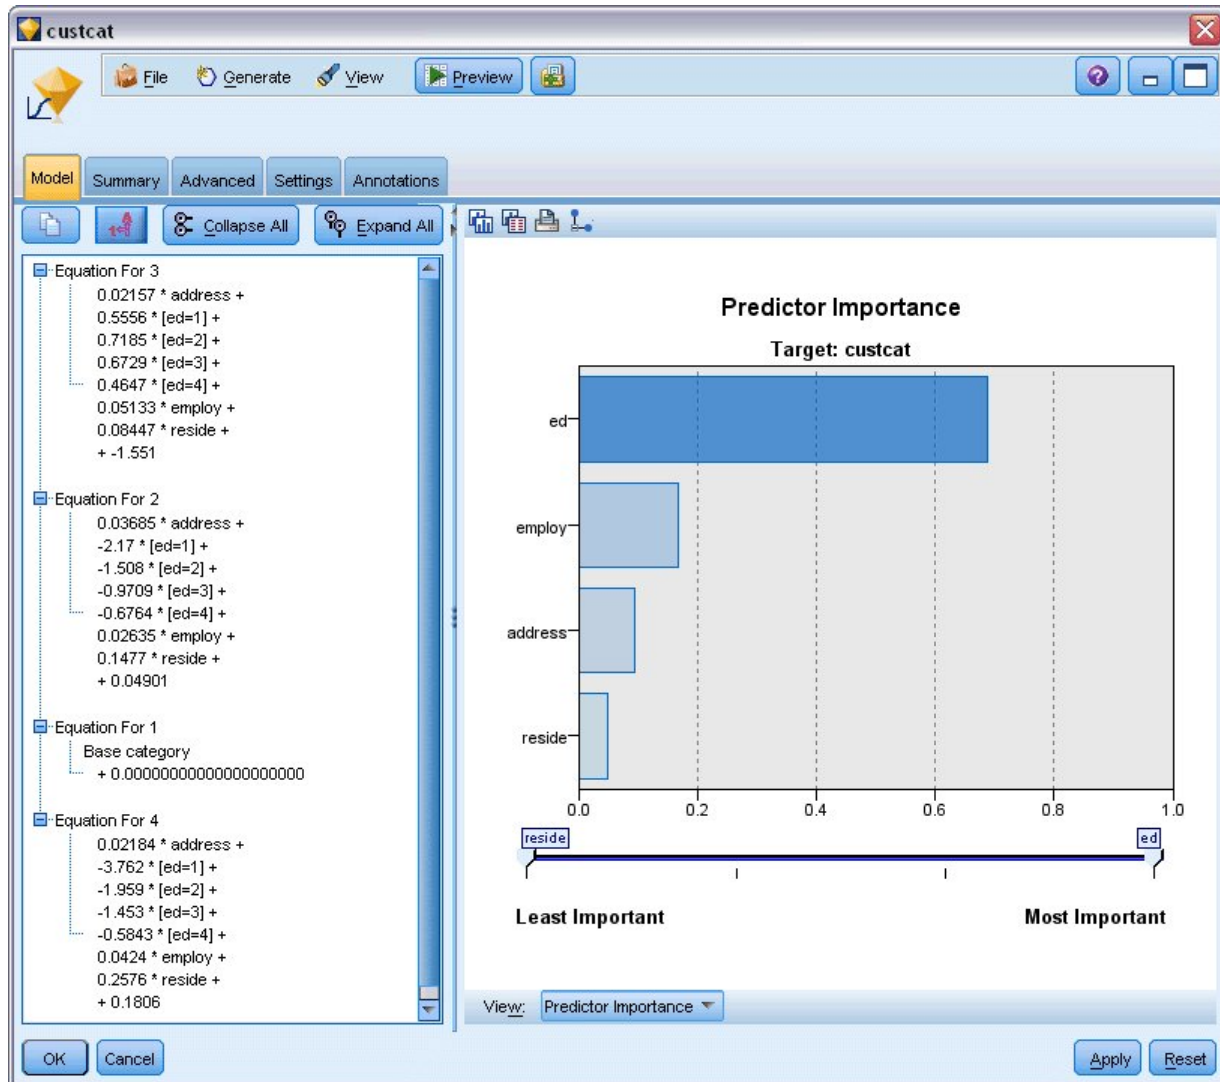 custcat
File Generate View Preview
Model Summary Advanced Settings Annotations
Collapse All Expand All
Equation For 3
0.02157 * address +
0.5556 * [ed=1] +
0.7185 * [ed=2] +
0.6729 * [ed=3] +
0.4647 * [ed=4] +
0.05133 * employ +
0.08447 * reside +
+ -1.551
Equation For 2
0.03685 * address +
-2.17 * [ed=1] +
-1.508 * [ed=2] +
-0.9709 * [ed=3] +
-0.6764 * [ed=4] +
0.02635 * employ +
0.1477 * reside +
+ 0.04901
Equation For 1
Base category
+ 0.00000000000000000000
Equation For 4
0.02184 * address +
-3.762 * [ed=1] +
-1.959 * [ed=2] +
-1.453 * [ed=3] +
-0.5843 * [ed=4] +
0.0424 * employ +
0.2576 * reside +
+ 0.1806
Predictor Importance
Target: custcat
ed
employ
address
reside
0.0 0.2 0.4 0.6 0.8 1.0
reside ed
Least Important Most Important
View: Predictor Importance
OK Cancel Apply Reset